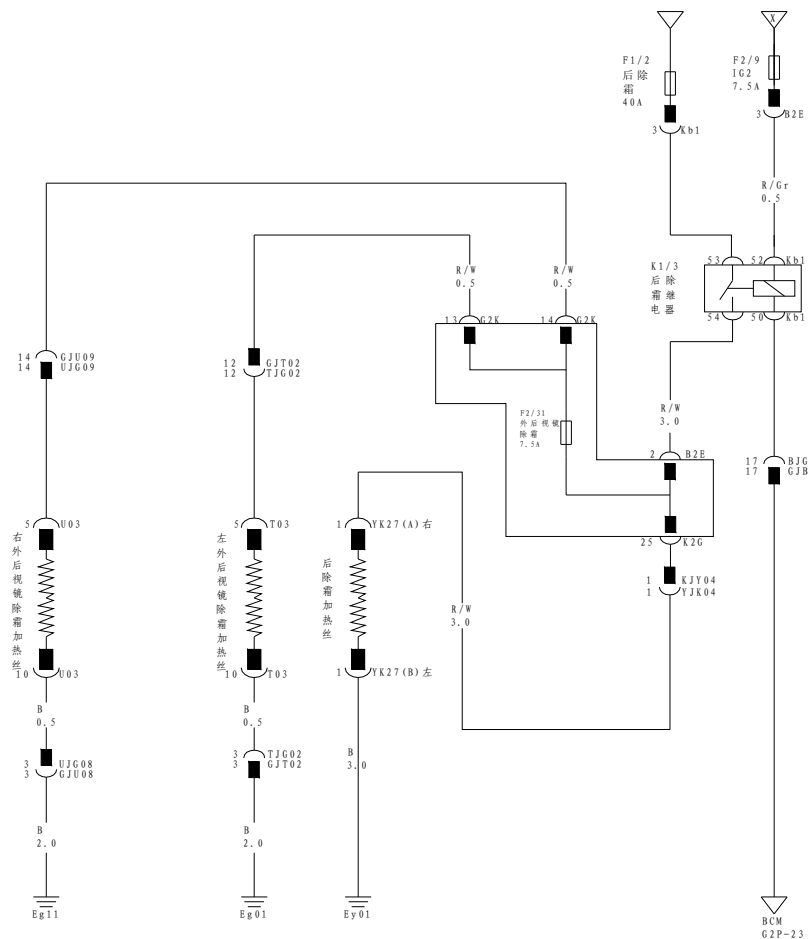 X
F1/2
后除
霜
40A
F2/9
IG2
7.5A
3 Kb1
3 B2E
R/Gr
0.5
R/W
0.5
R/W
0.5
K1/3
后除
霜继
电器
53
52 Kb1
54
50 Kb1
13 G2K
14 G2K
14 GJU09
14 UJG09
12 GJT02
12 TJG02
R/W
3.0
F2/31
外后视镜
除霜
7.5A
2 B2E
17 BJG
17 GJB
5 U03
5 T03
1 YK27(A)右
25 K2G
右外后视镜除霜加热丝
左外后视镜除霜加热丝
后除霜加热丝
1 KJY04
1 YJK04
R/W
3.0
10 U03
10 T03
1 YK27(B)左
B
0.5
B
0.5
B
3.0
3 UJG08
3 GJU08
3 TJG02
3 GJT02
B
2.0
B
2.0
Eg11
Eg01
Ey01
BCM
G2P-23